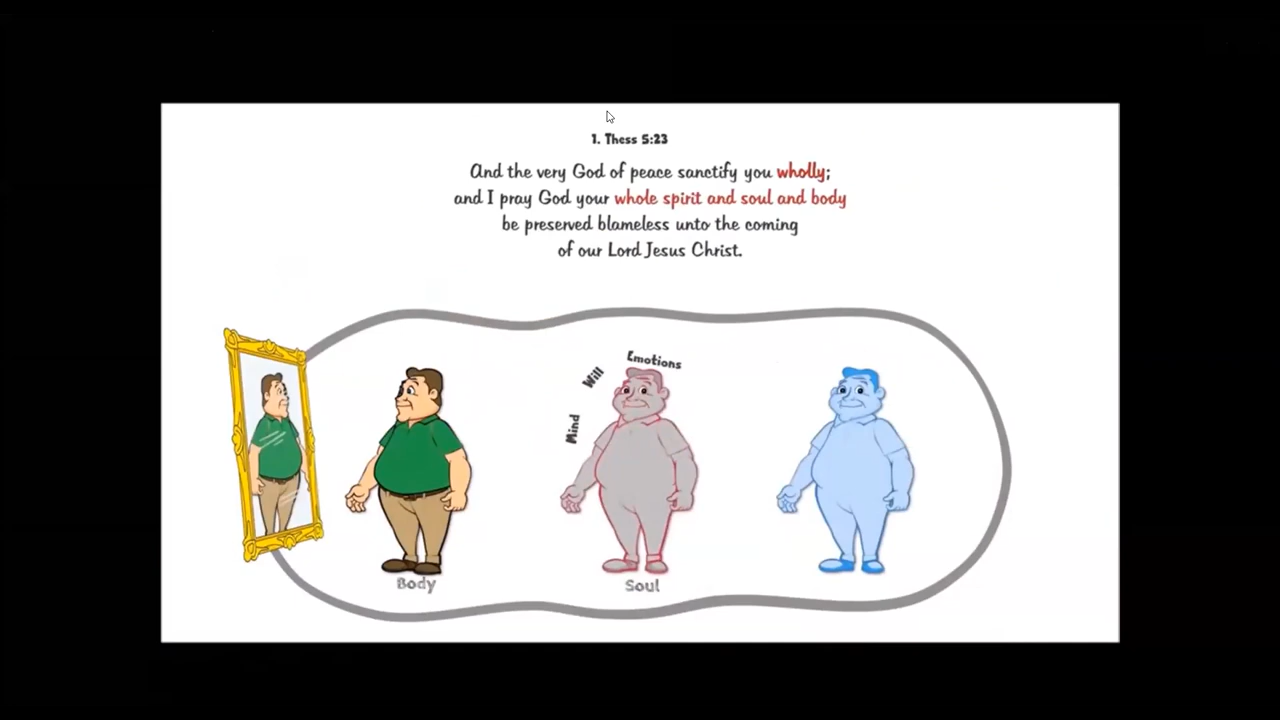 1. Thess 5:23
And the very God of peace sanctify you wholly;
and I pray God your whole spirit and soul and body
be preserved blameless unto the coming
of our Lord Jesus Christ.
Emotions
Will
Mind
Body
Soul